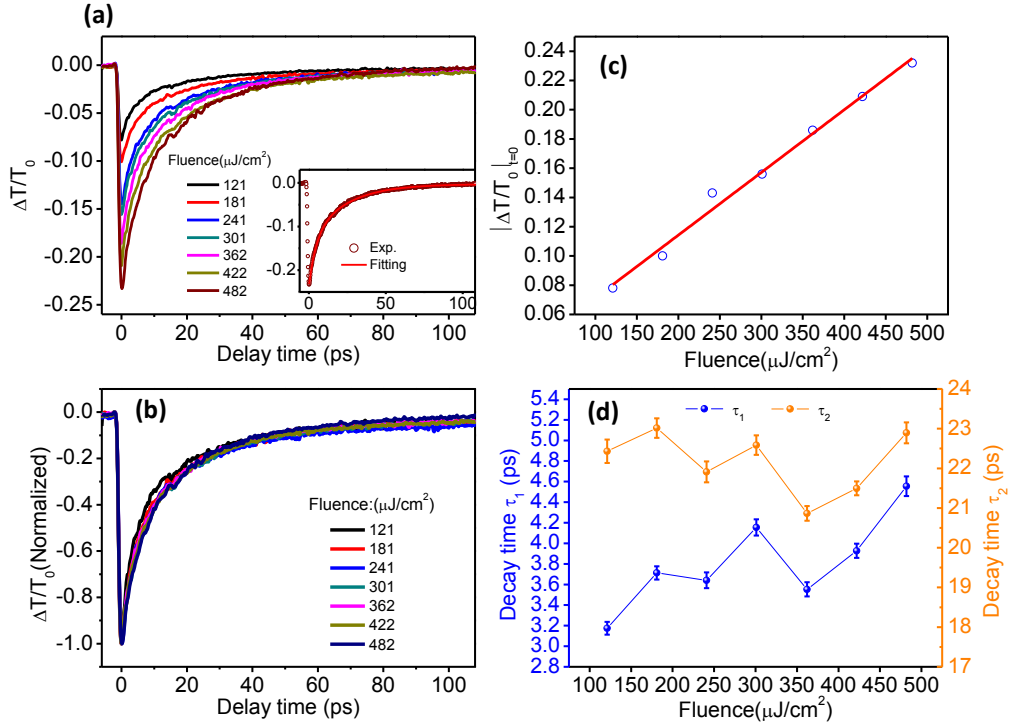 (a)
0.00
-0.05
-0.10
-0.15
-0.20
-0.25
ΔT/T₀
Fluence(μJ/cm²)
121
181
241
301
362
422
482
0.0
-0.1
-0.2
Exp.
Fitting
0 50 100
0 20 40 60 80 100
Delay time (ps)
(c)
0.24
0.22
0.20
0.18
0.16
0.14
0.12
0.10
0.08
0.06
|ΔT/T₀|t=0
100 150 200 250 300 350 400 450 500
Fluence(μJ/cm²)
(b)
0.0
-0.2
-0.4
-0.6
-0.8
-1.0
ΔT/T₀(Normalized)
Fluence:(μJ/cm²)
121
181
241
301
362
422
482
0 20 40 60 80 100
Delay time (ps)
(d)
τ₁ τ₂
5.4
5.2
5.0
4.8
4.6
4.4
4.2
4.0
3.8
3.6
3.4
3.2
3.0
2.8
Decay time τ₁ (ps)
24
23
22
21
20
19
18
17
Decay time τ₂ (ps)
100 150 200 250 300 350 400 450 500
Fluence(μJ/cm²)